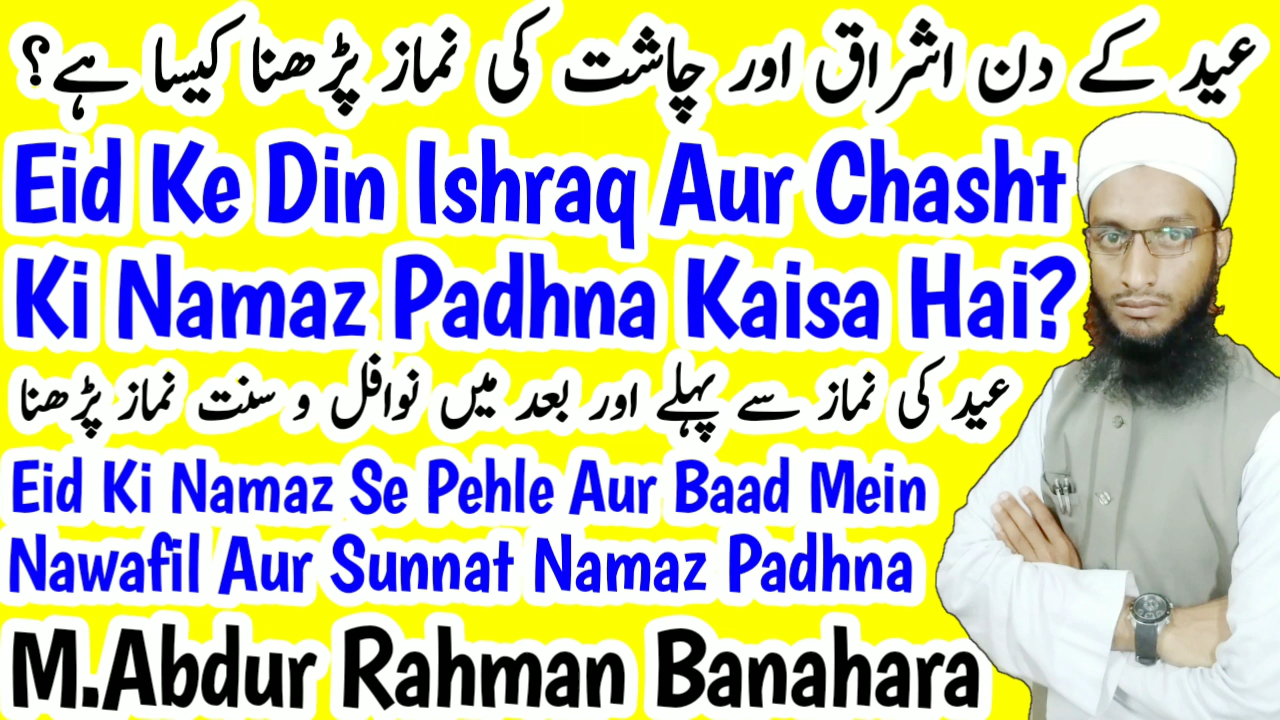 عید کے دن اشراق اور چاشت کی نماز پڑھنا کیسا ہے؟
Eid Ke Din Ishraq Aur Chasht
Ki Namaz Padhna Kaisa Hai?
عید کی نماز سے پہلے اور بعد میں نوافل و سنت نماز پڑھنا
Eid Ki Namaz Se Pehle Aur Baad Mein
Nawafil Aur Sunnat Namaz Padhna
M.Abdur Rahman Banahara